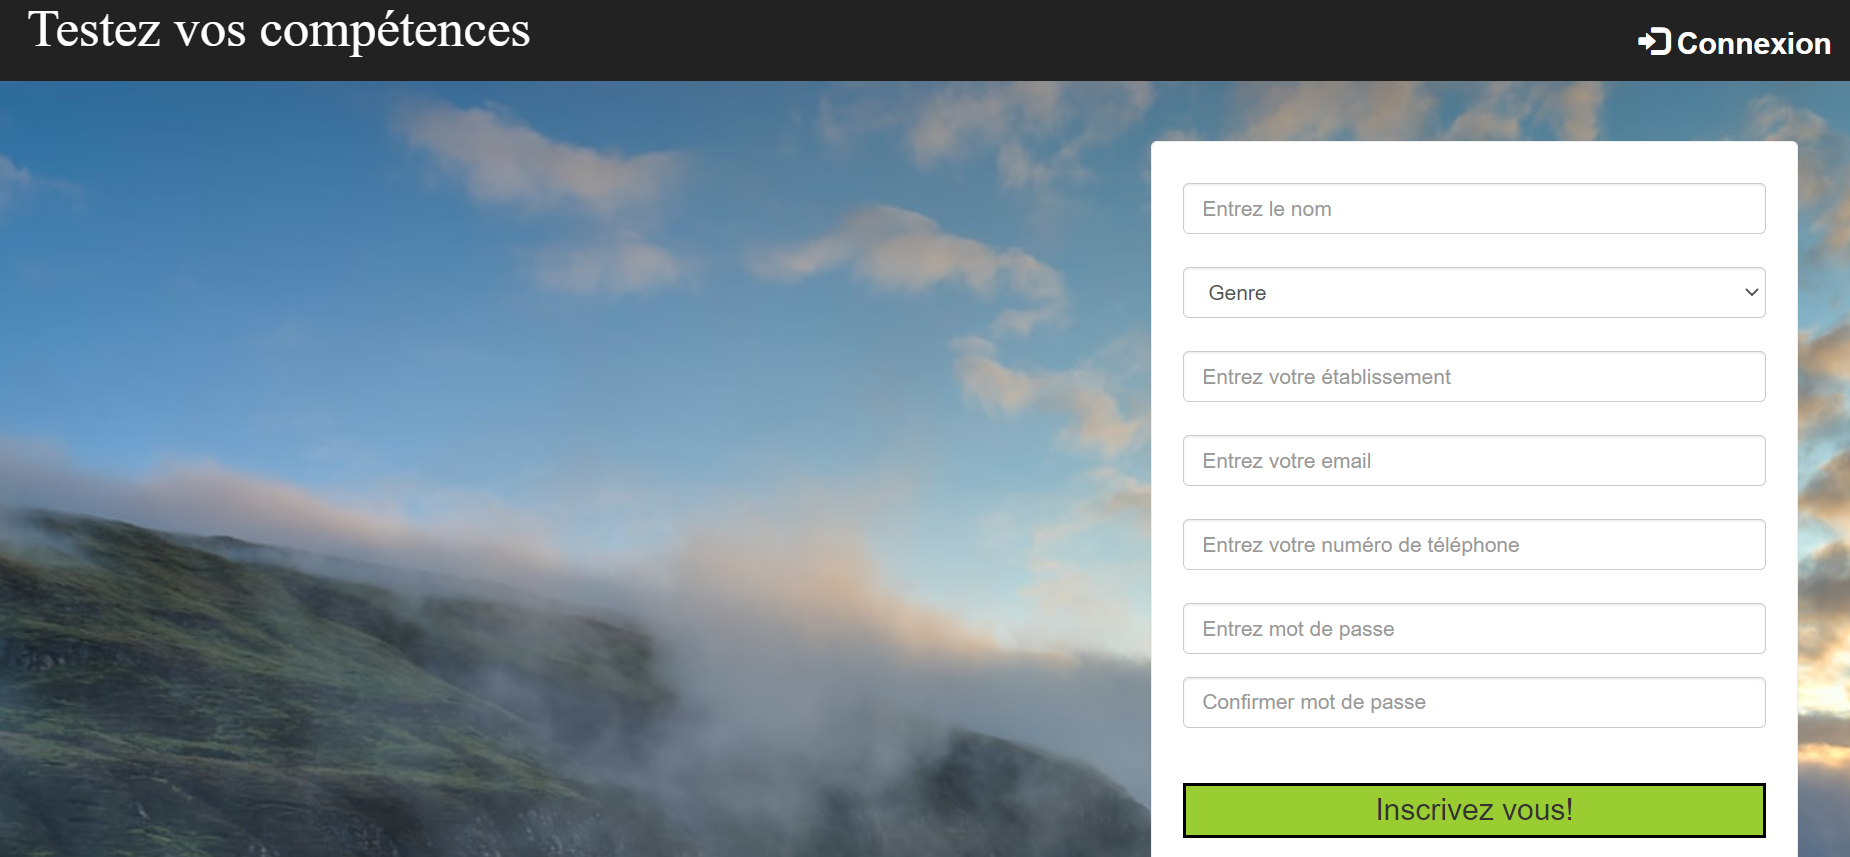 Testez vos compétences
Connexion
Entrez le nom
Genre
Entrez votre établissement
Entrez votre email
Entrez votre numéro de téléphone
Entrez mot de passe
Confirmer mot de passe
Inscrivez vous!